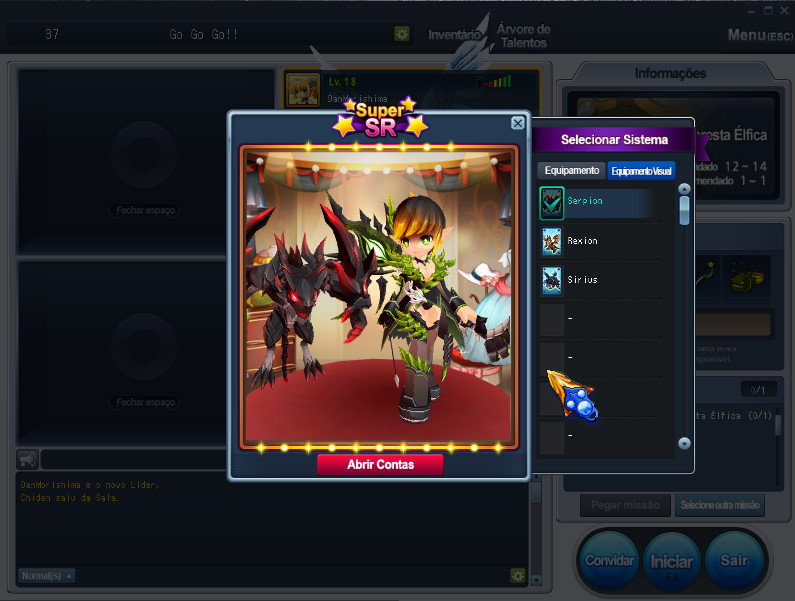 37
Go Go Go!!
Inventário
Árvore de
Talentos
Menu(ESC)
Informações
Lv.18
DanMorishima
Super
SR
Selecionar Sistema
Equipamento
Equipamento Visual
Serpion
Rexion
Sirius
-
-
-
resta Élfica
dado 12 ~ 14
mendado 1 ~ 1
Fechar espaço
Fechar espaço
0/1
ta Élfica (0/1)
Abrir Contas
DanMorishima é o novo Líder.
Chiden saiu da Sala.
Pegar missão
Selecione outra missão
Convidar
Iniciar
F5
Sair
Normal(s)